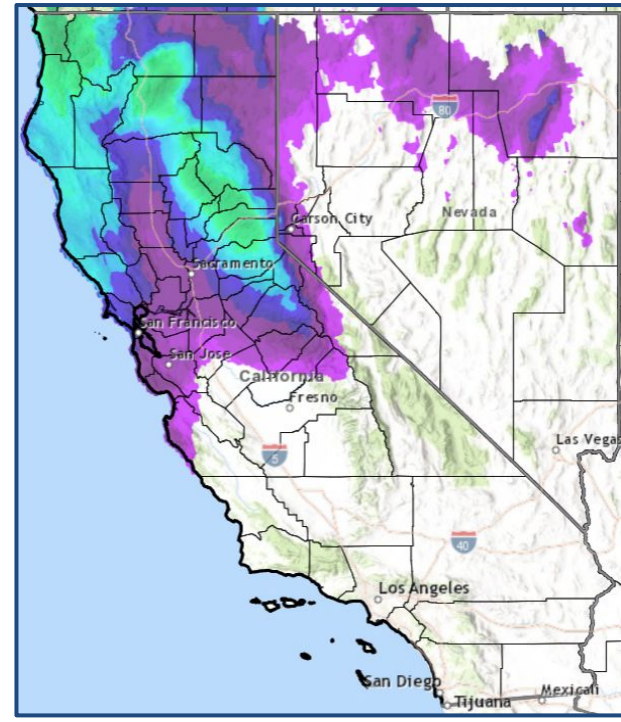 80
Nevada
Carson City
Sacramento
San Francisco
San Jose
California
Fresno
Las Vegas
5
40
Los Angeles
San Diego
Tijuana
Mexicali